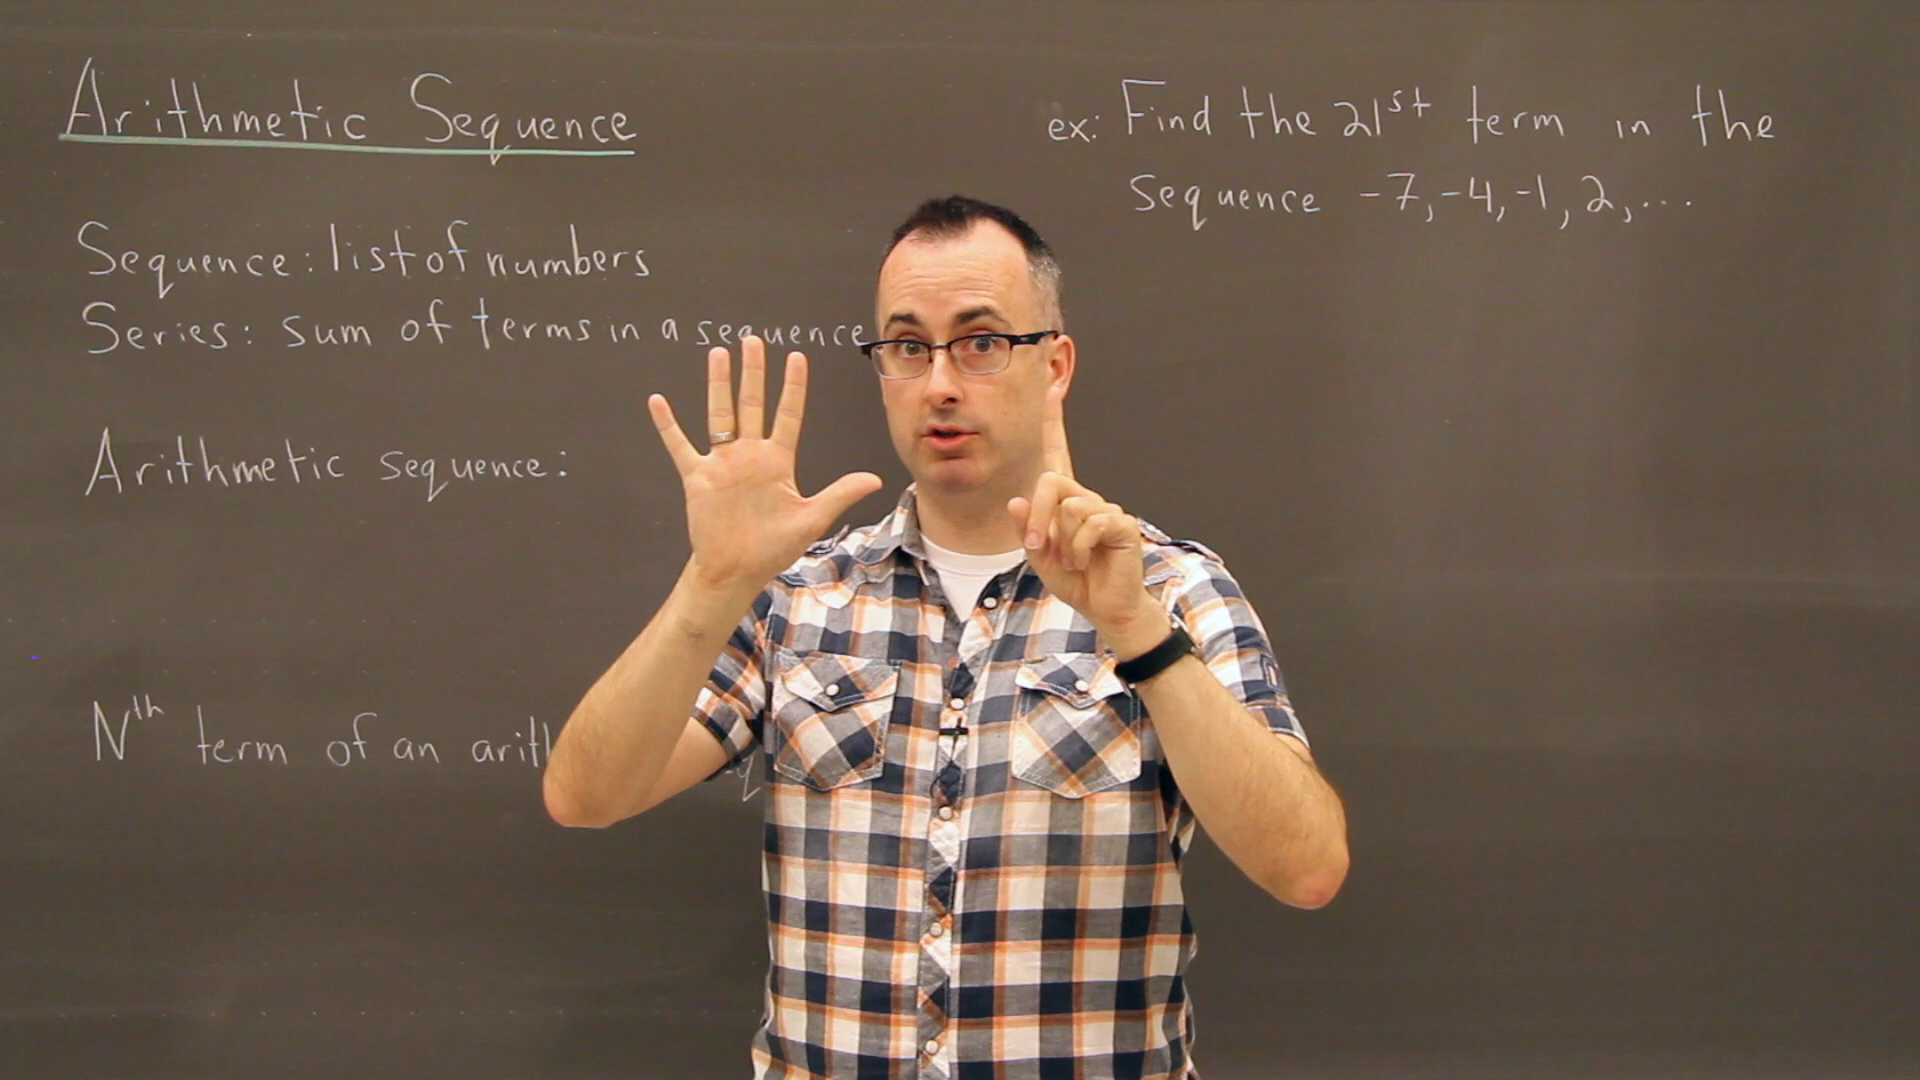 Arithmetic Sequence
Sequence: list of numbers
Series: sum of terms in a sequence
Arithmetic sequence:
Nth term of an
ex: Find the 21st term in the
sequence -7, -4, -1, 2, ...